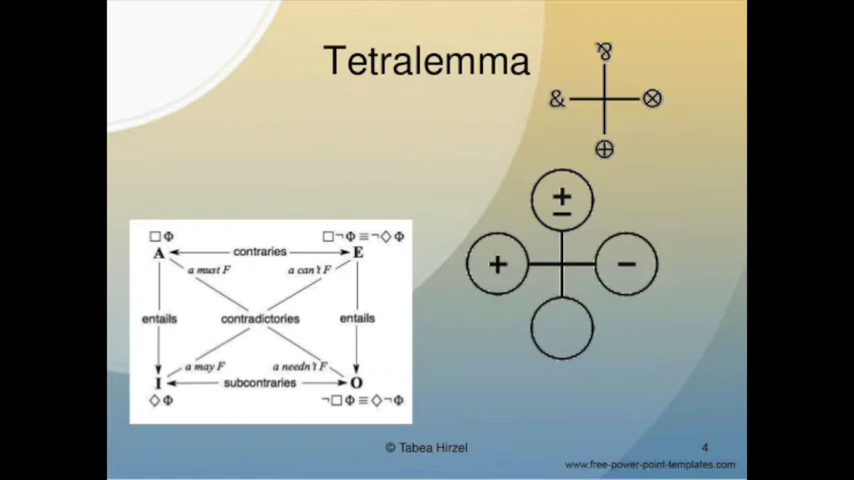 Tetralemma
⅋
& ⊗
⊕
±
+ −
□Φ □¬Φ≡¬◇Φ
A contraries E
a must F a can't F
entails contradictories entails
a may F a needn't F
I subcontraries O
◇Φ ¬□Φ≡◇¬Φ
© Tabea Hirzel 4
www.free-power-point-templates.com